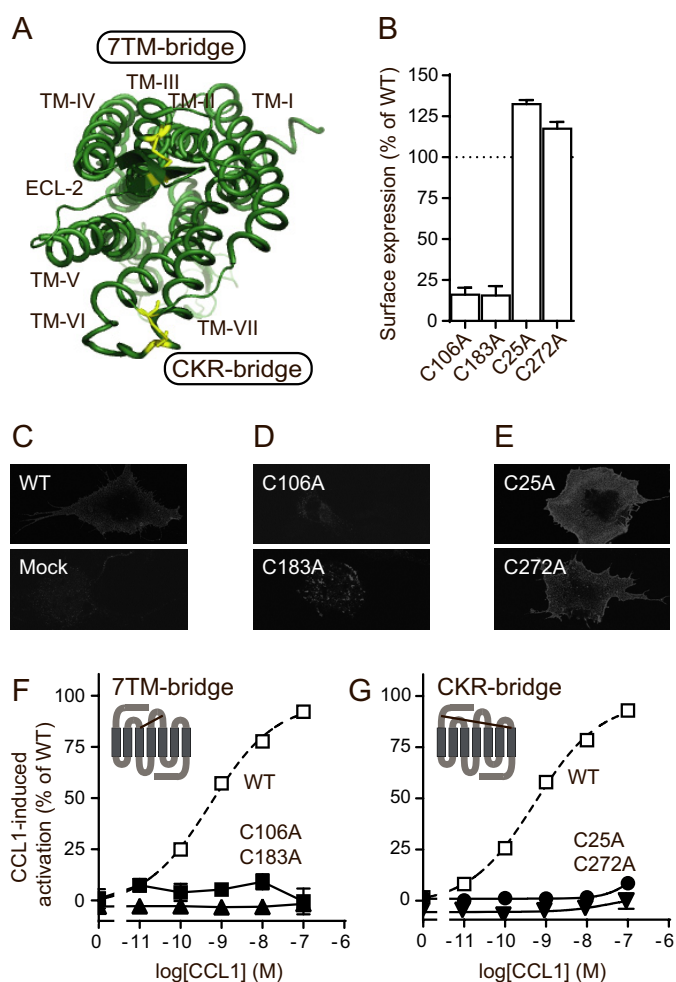 A
7TM-bridge
TM-III
TM-IV
TM-II
TM-I
ECL-2
TM-V
TM-VI
TM-VII
CKR-bridge
B
Surface expression (% of WT)
150
125
100
75
50
25
0
C106A
C183A
C25A
C272A
C
WT
Mock
D
C106A
C183A
E
C25A
C272A
F
7TM-bridge
CCL1-induced
activation (% of WT)
100
75
50
25
0
WT
C106A
C183A
0 -11 -10 -9 -8 -7 -6
log[CCL1] (M)
G
CKR-bridge
100
75
50
25
0
WT
C25A
C272A
0 -11 -10 -9 -8 -7 -6
log[CCL1] (M)